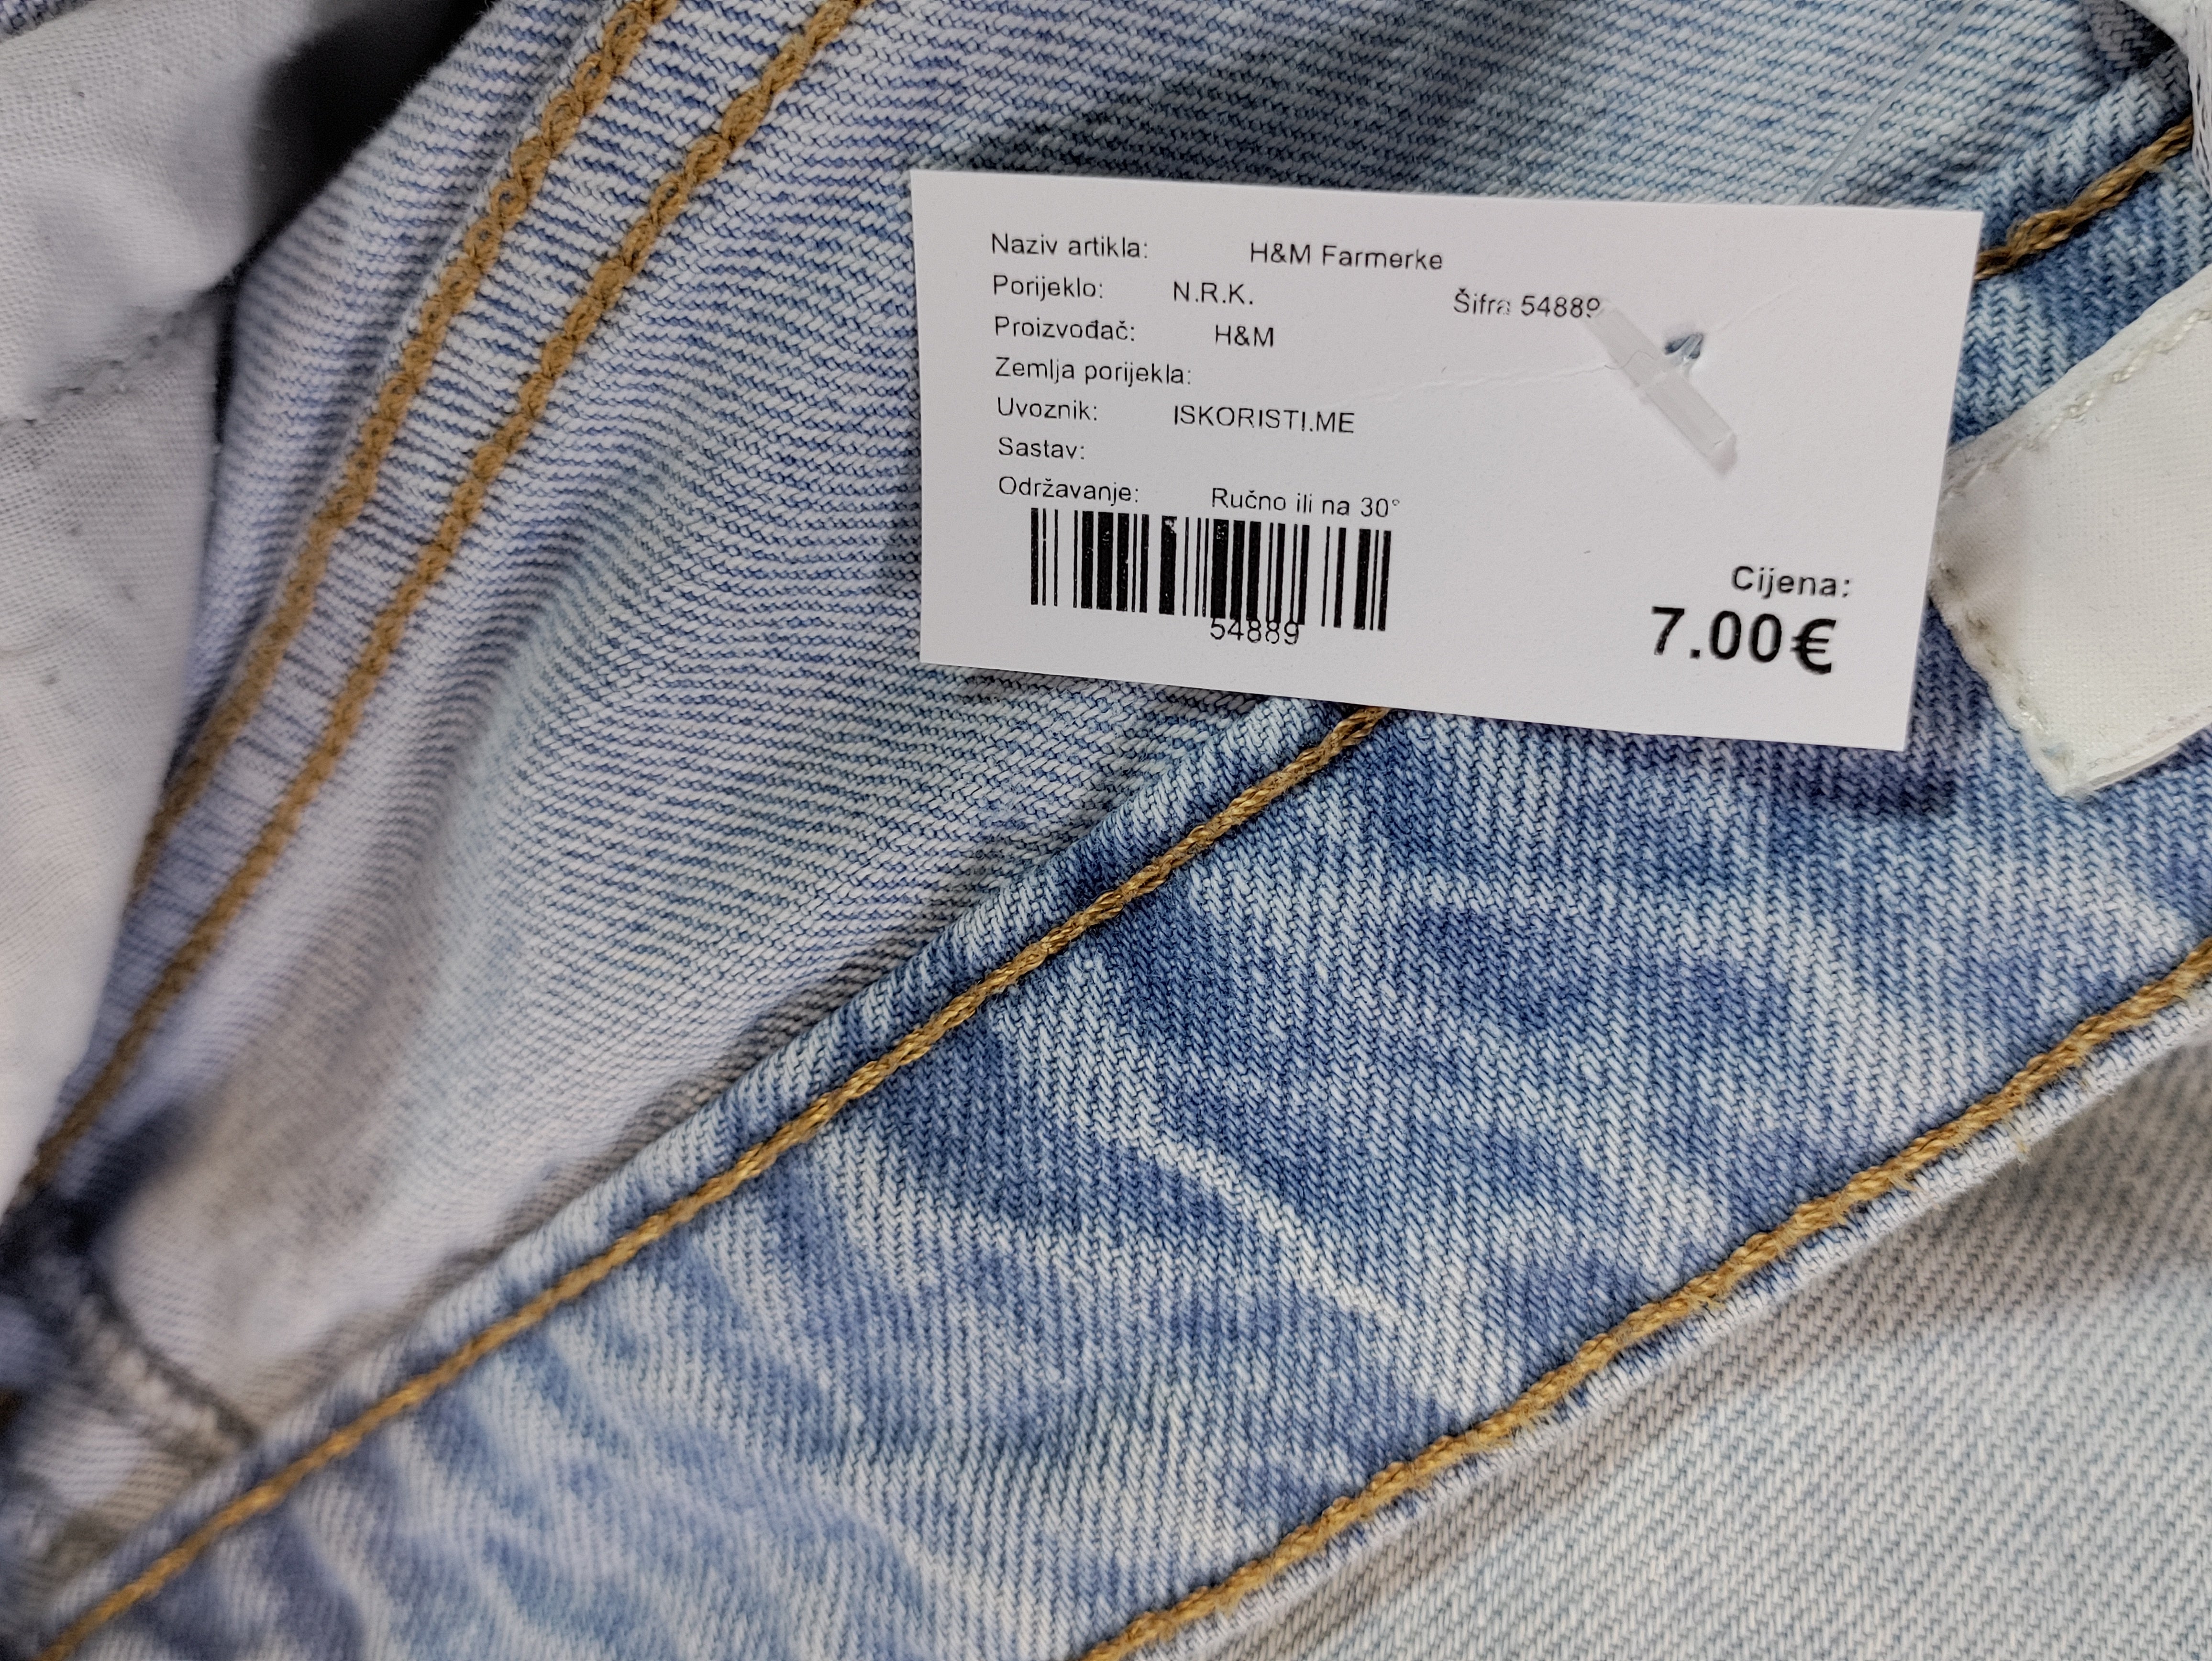 Naziv artikla: H&M Farmerke
Porijeklo: N.R.K. Šifra 54889
Proizvođač: H&M
Zemlja porijekla:
Uvoznik: ISKORISTI.ME
Sastav:
Održavanje: Ručno ili na 30°
54889
Cijena:
7.00€